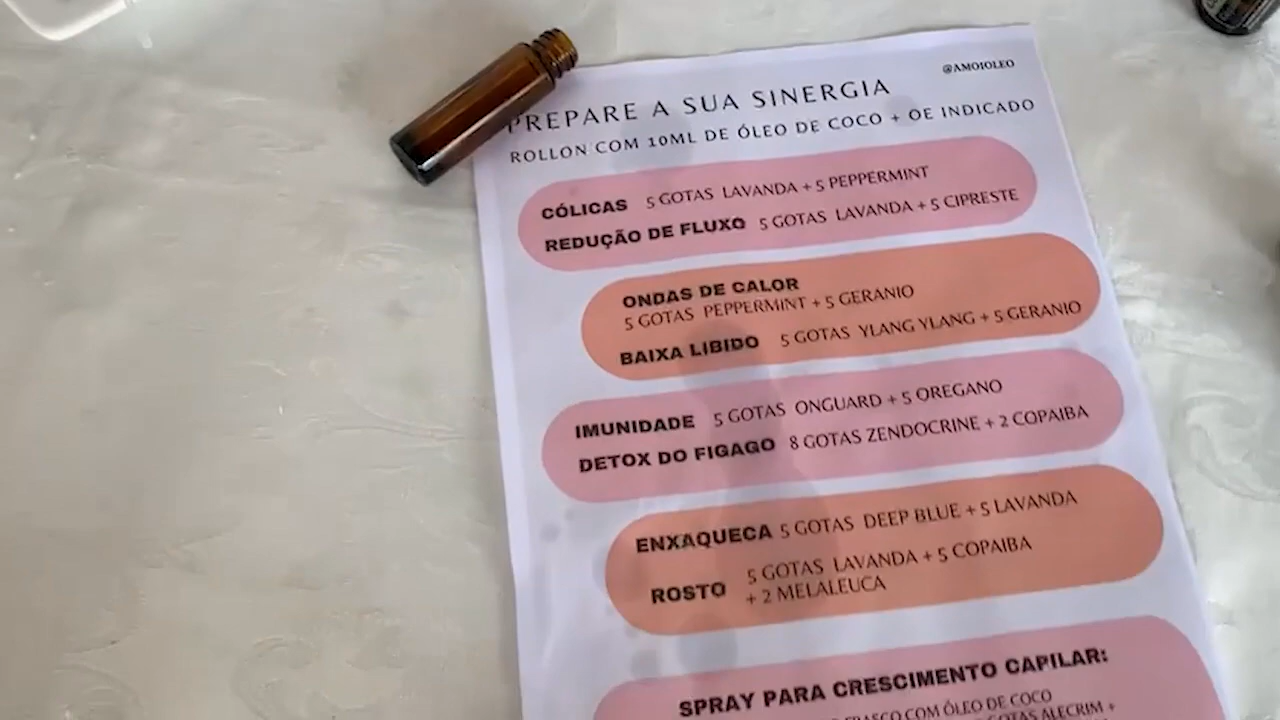 @AMOIOLEO
PREPARE A SUA SINERGIA
ROLLON COM 10ML DE ÓLEO DE COCO + OE INDICADO
CÓLICAS 5 GOTAS LAVANDA + 5 PEPPERMINT
REDUÇÃO DE FLUXO 5 GOTAS LAVANDA + 5 CIPRESTE
ONDAS DE CALOR
5 GOTAS PEPPERMINT + 5 GERANIO
BAIXA LIBIDO 5 GOTAS YLANG YLANG + 5 GERANIO
IMUNIDADE 5 GOTAS ONGUARD + 5 OREGANO
DETOX DO FIGAGO 8 GOTAS ZENDOCRINE + 2 COPAIBA
ENXAQUECA 5 GOTAS DEEP BLUE + 5 LAVANDA
ROSTO 5 GOTAS LAVANDA + 5 COPAIBA
+ 2 MELALEUCA
SPRAY PARA CRESCIMENTO CAPILAR:
FRASCO COM ÓLEO DE COCO
GOTAS ALECRIM +